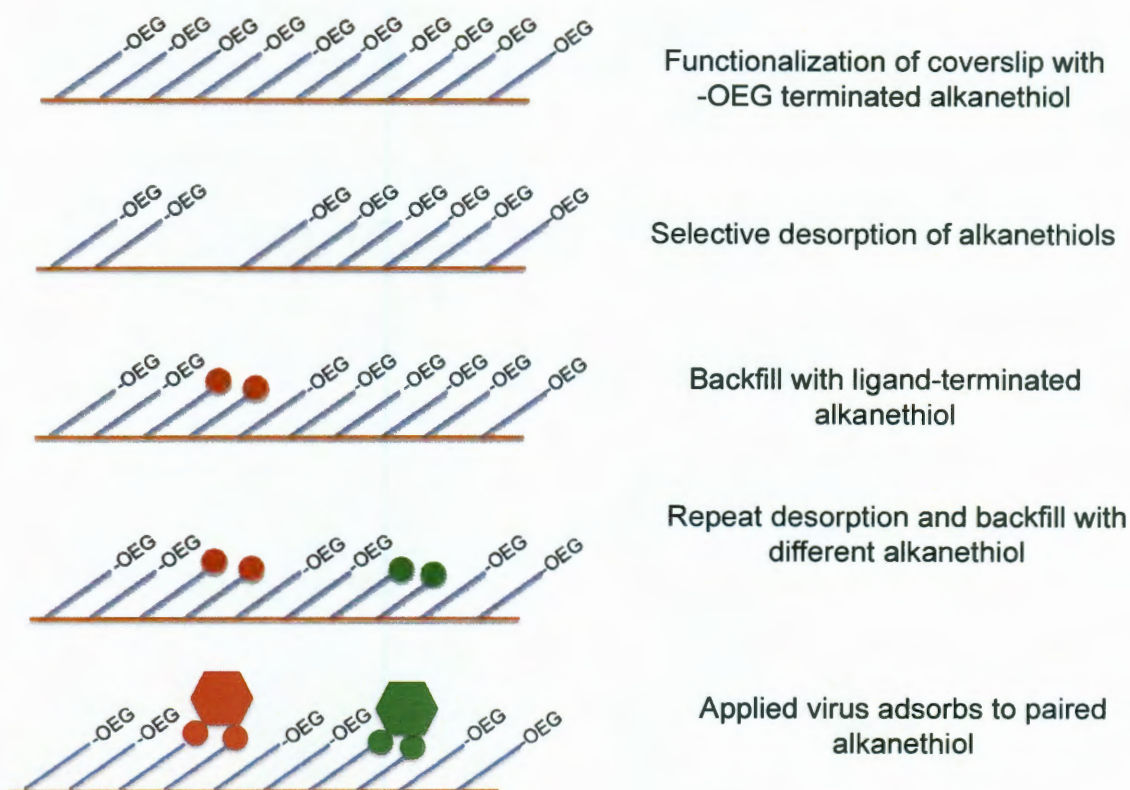 -OEG -OEG OEG -OEG -OEG -OEG -OEG -OEG -OEG -OEG
Functionalization of coverslip with
-OEG terminated alkanethiol
-OEG -OEG -OEG -OEG -OEG -OEG -OEG -OEG
Selective desorption of alkanethiols
-OEG -OEG -OEG -OEG -OEG -OEG -OEG -OEG
Backfill with ligand-terminated
alkanethiol
-OEG -OEG -OEG -OEG -OEG -OEG
Repeat desorption and backfill with
different alkanethiol
-OEG -OEG -OEG -OEG -OEG -OEG
Applied virus adsorbs to paired
alkanethiol